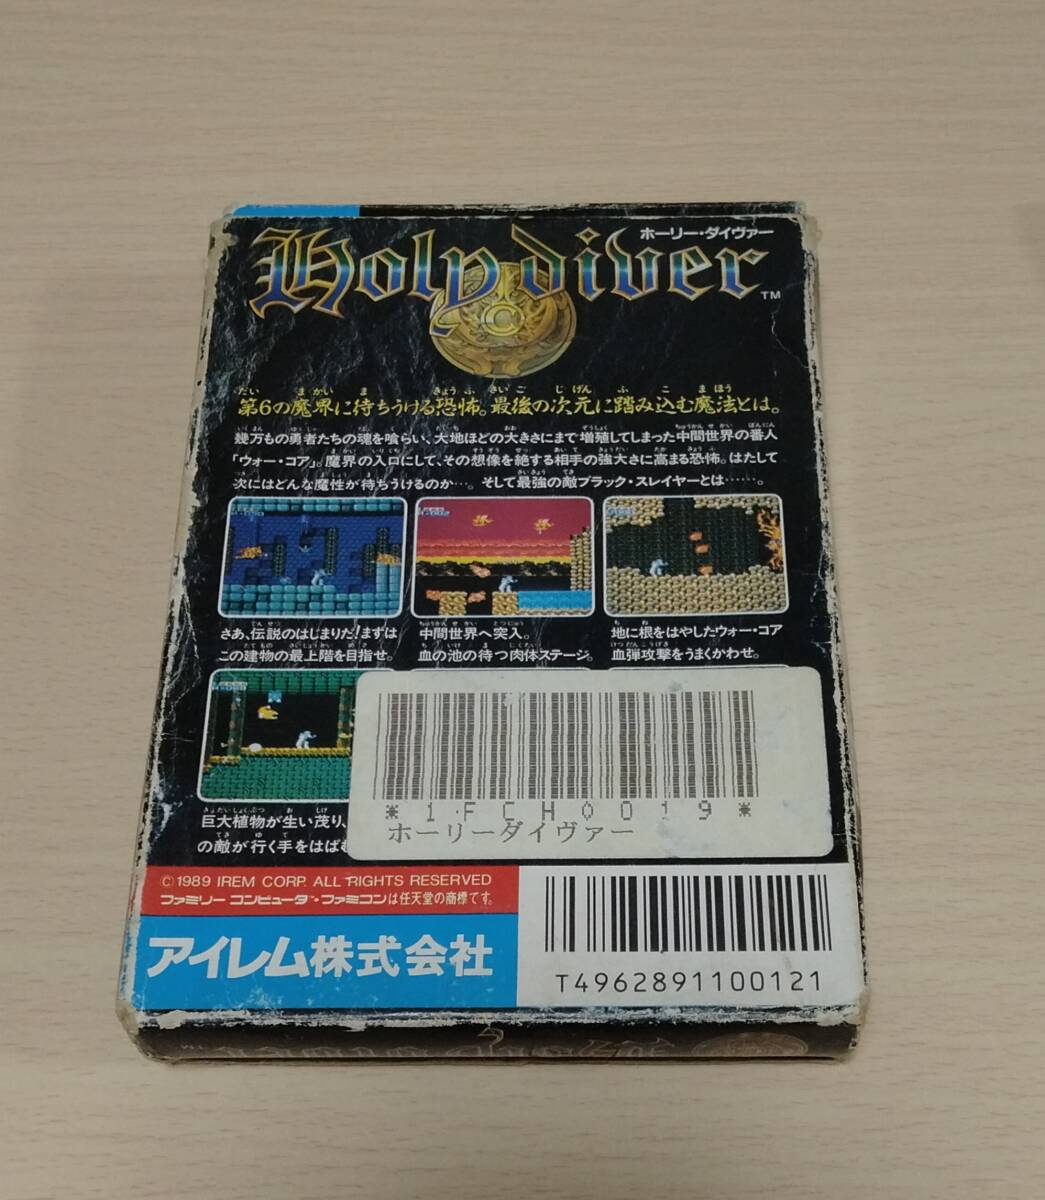 ホーリー・ダイヴァー
Holy diver TM
第6の魔界に待ちうける恐怖。最後の次元に踏み込む魔法とは。
幾万もの勇者たちの魂を喰らい、大地ほどの大きさにまで増殖してしまった中間世界の番人
「ウォー・コア」。魔界の入口にして、その想像を絶する相手の強大さに高まる恐怖。はたして
次にはどんな魔性が待ちうけるのか…。そして最強の敵ブラック・スレイヤーとは……。
さあ、伝説のはじまりだ!まずは
この建物の最上階を目指せ。
中間世界へ突入。
血の池の待つ肉体ステージ。
地に根をはやしたウォー・コア
血弾攻撃をうまくかわせ。
巨大植物が生い茂り、
の敵が行く手をはばむ
*1FCH0019*
ホーリーダイヴァー
©1989 IREM CORP. ALL RIGHTS RESERVED
ファミリーコンピュータ・ファミコンは任天堂の商標です。
アイレム株式会社
T4962891100121